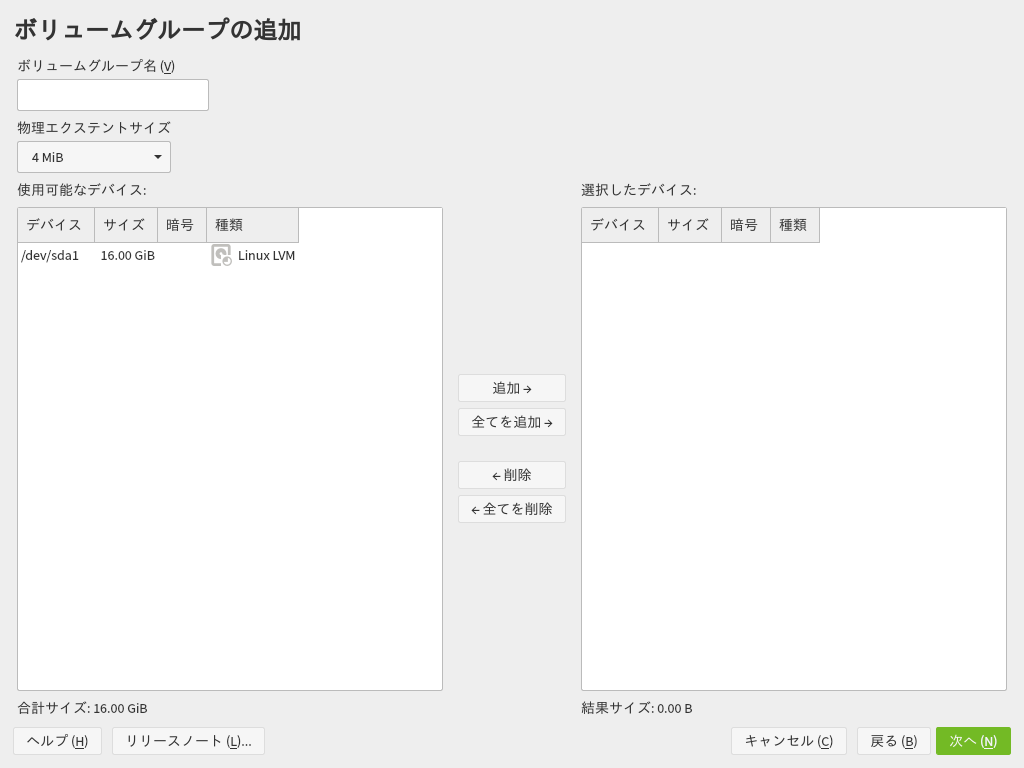 ボリュームグループの追加
ボリュームグループ名 (V)
物理エクステントサイズ
4 MiB
使用可能なデバイス:
デバイス サイズ 暗号 種類
/dev/sda1 16.00 GiB Linux LVM
合計サイズ: 16.00 GiB
追加→
全てを追加→
←削除
←全てを削除
選択したデバイス:
デバイス サイズ 暗号 種類
結果サイズ: 0.00 B
ヘルプ (H) リリースノート (L)... キャンセル (C) 戻る (B) 次へ (N)